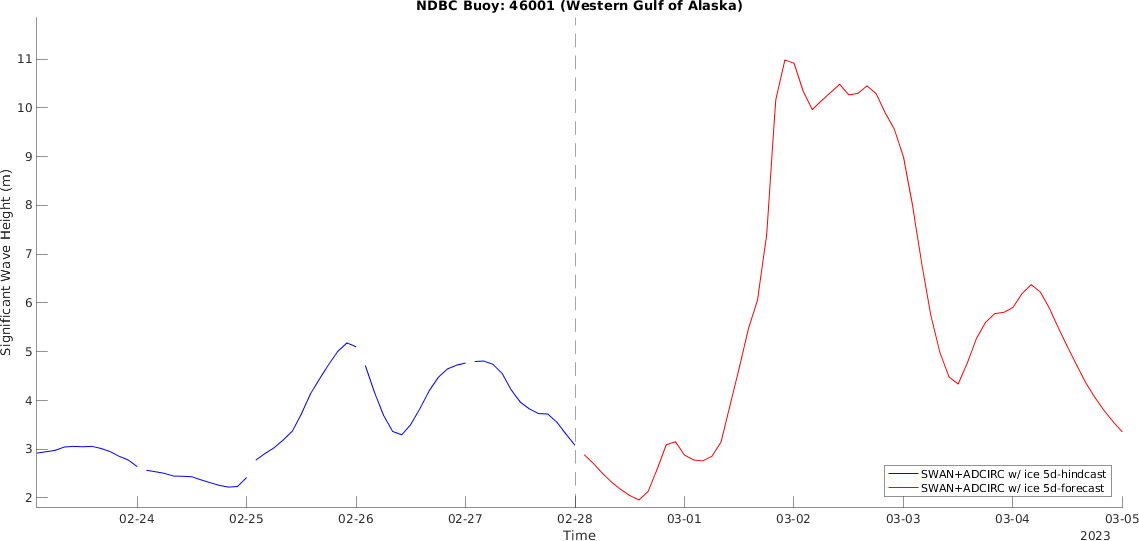 NDBC Buoy: 46001 (Western Gulf of Alaska)
11
10
9
8
7
6
5
4
3
2
Significant Wave Height (m)
SWAN+ADCIRC w/ ice 5d-hindcast
SWAN+ADCIRC w/ ice 5d-forecast
02-24 02-25 02-26 02-27 02-28 03-01 03-02 03-03 03-04 03-05
Time
2023